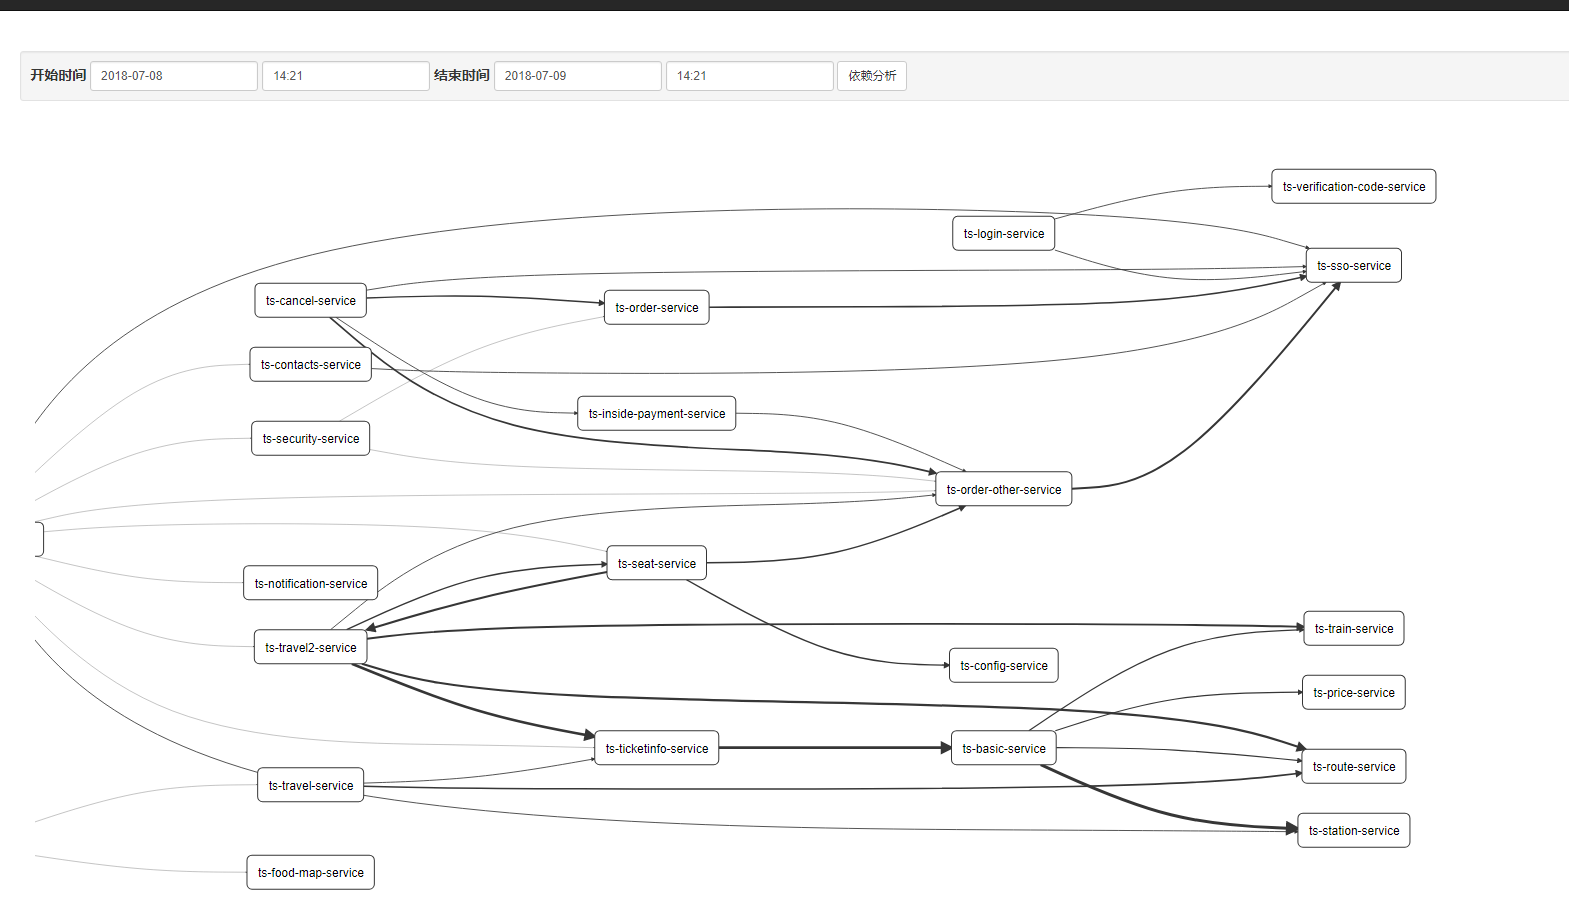 开始时间 2018-07-08 14:21 结束时间 2018-07-09 14:21 依赖分析
ts-verification-code-service
ts-login-service
ts-sso-service
ts-cancel-service
ts-order-service
ts-contacts-service
ts-inside-payment-service
ts-security-service
ts-order-other-service
ts-seat-service
ts-notification-service
ts-train-service
ts-travel2-service
ts-config-service
ts-price-service
ts-ticketinfo-service
ts-basic-service
ts-route-service
ts-travel-service
ts-station-service
ts-food-map-service